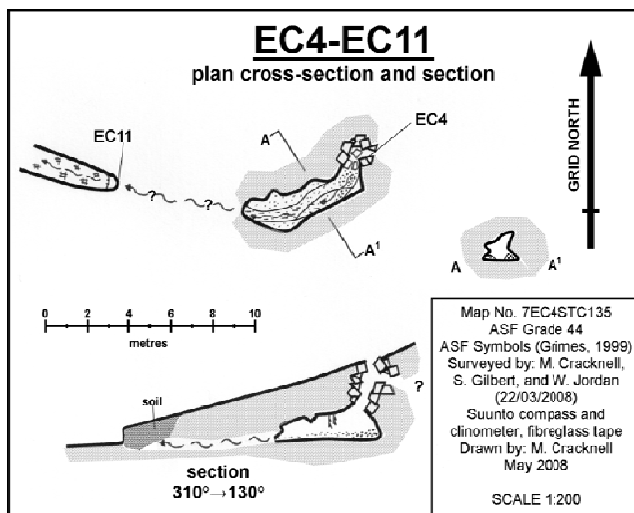 EC4-EC11
plan cross-section and section
EC11
A
EC4
GRID NORTH
?
?
A¹
A
A¹
0 2 4 6 8 10
metres
soil
?
section
310°→130°
Map No. 7EC4STC135
ASF Grade 44
ASF Symbols (Grimes, 1999)
Surveyed by: M. Cracknell,
S. Gilbert, and W. Jordan
(22/03/2008)
Suunto compass and
clinometer, fibreglass tape
Drawn by: M. Cracknell
May 2008
SCALE 1:200